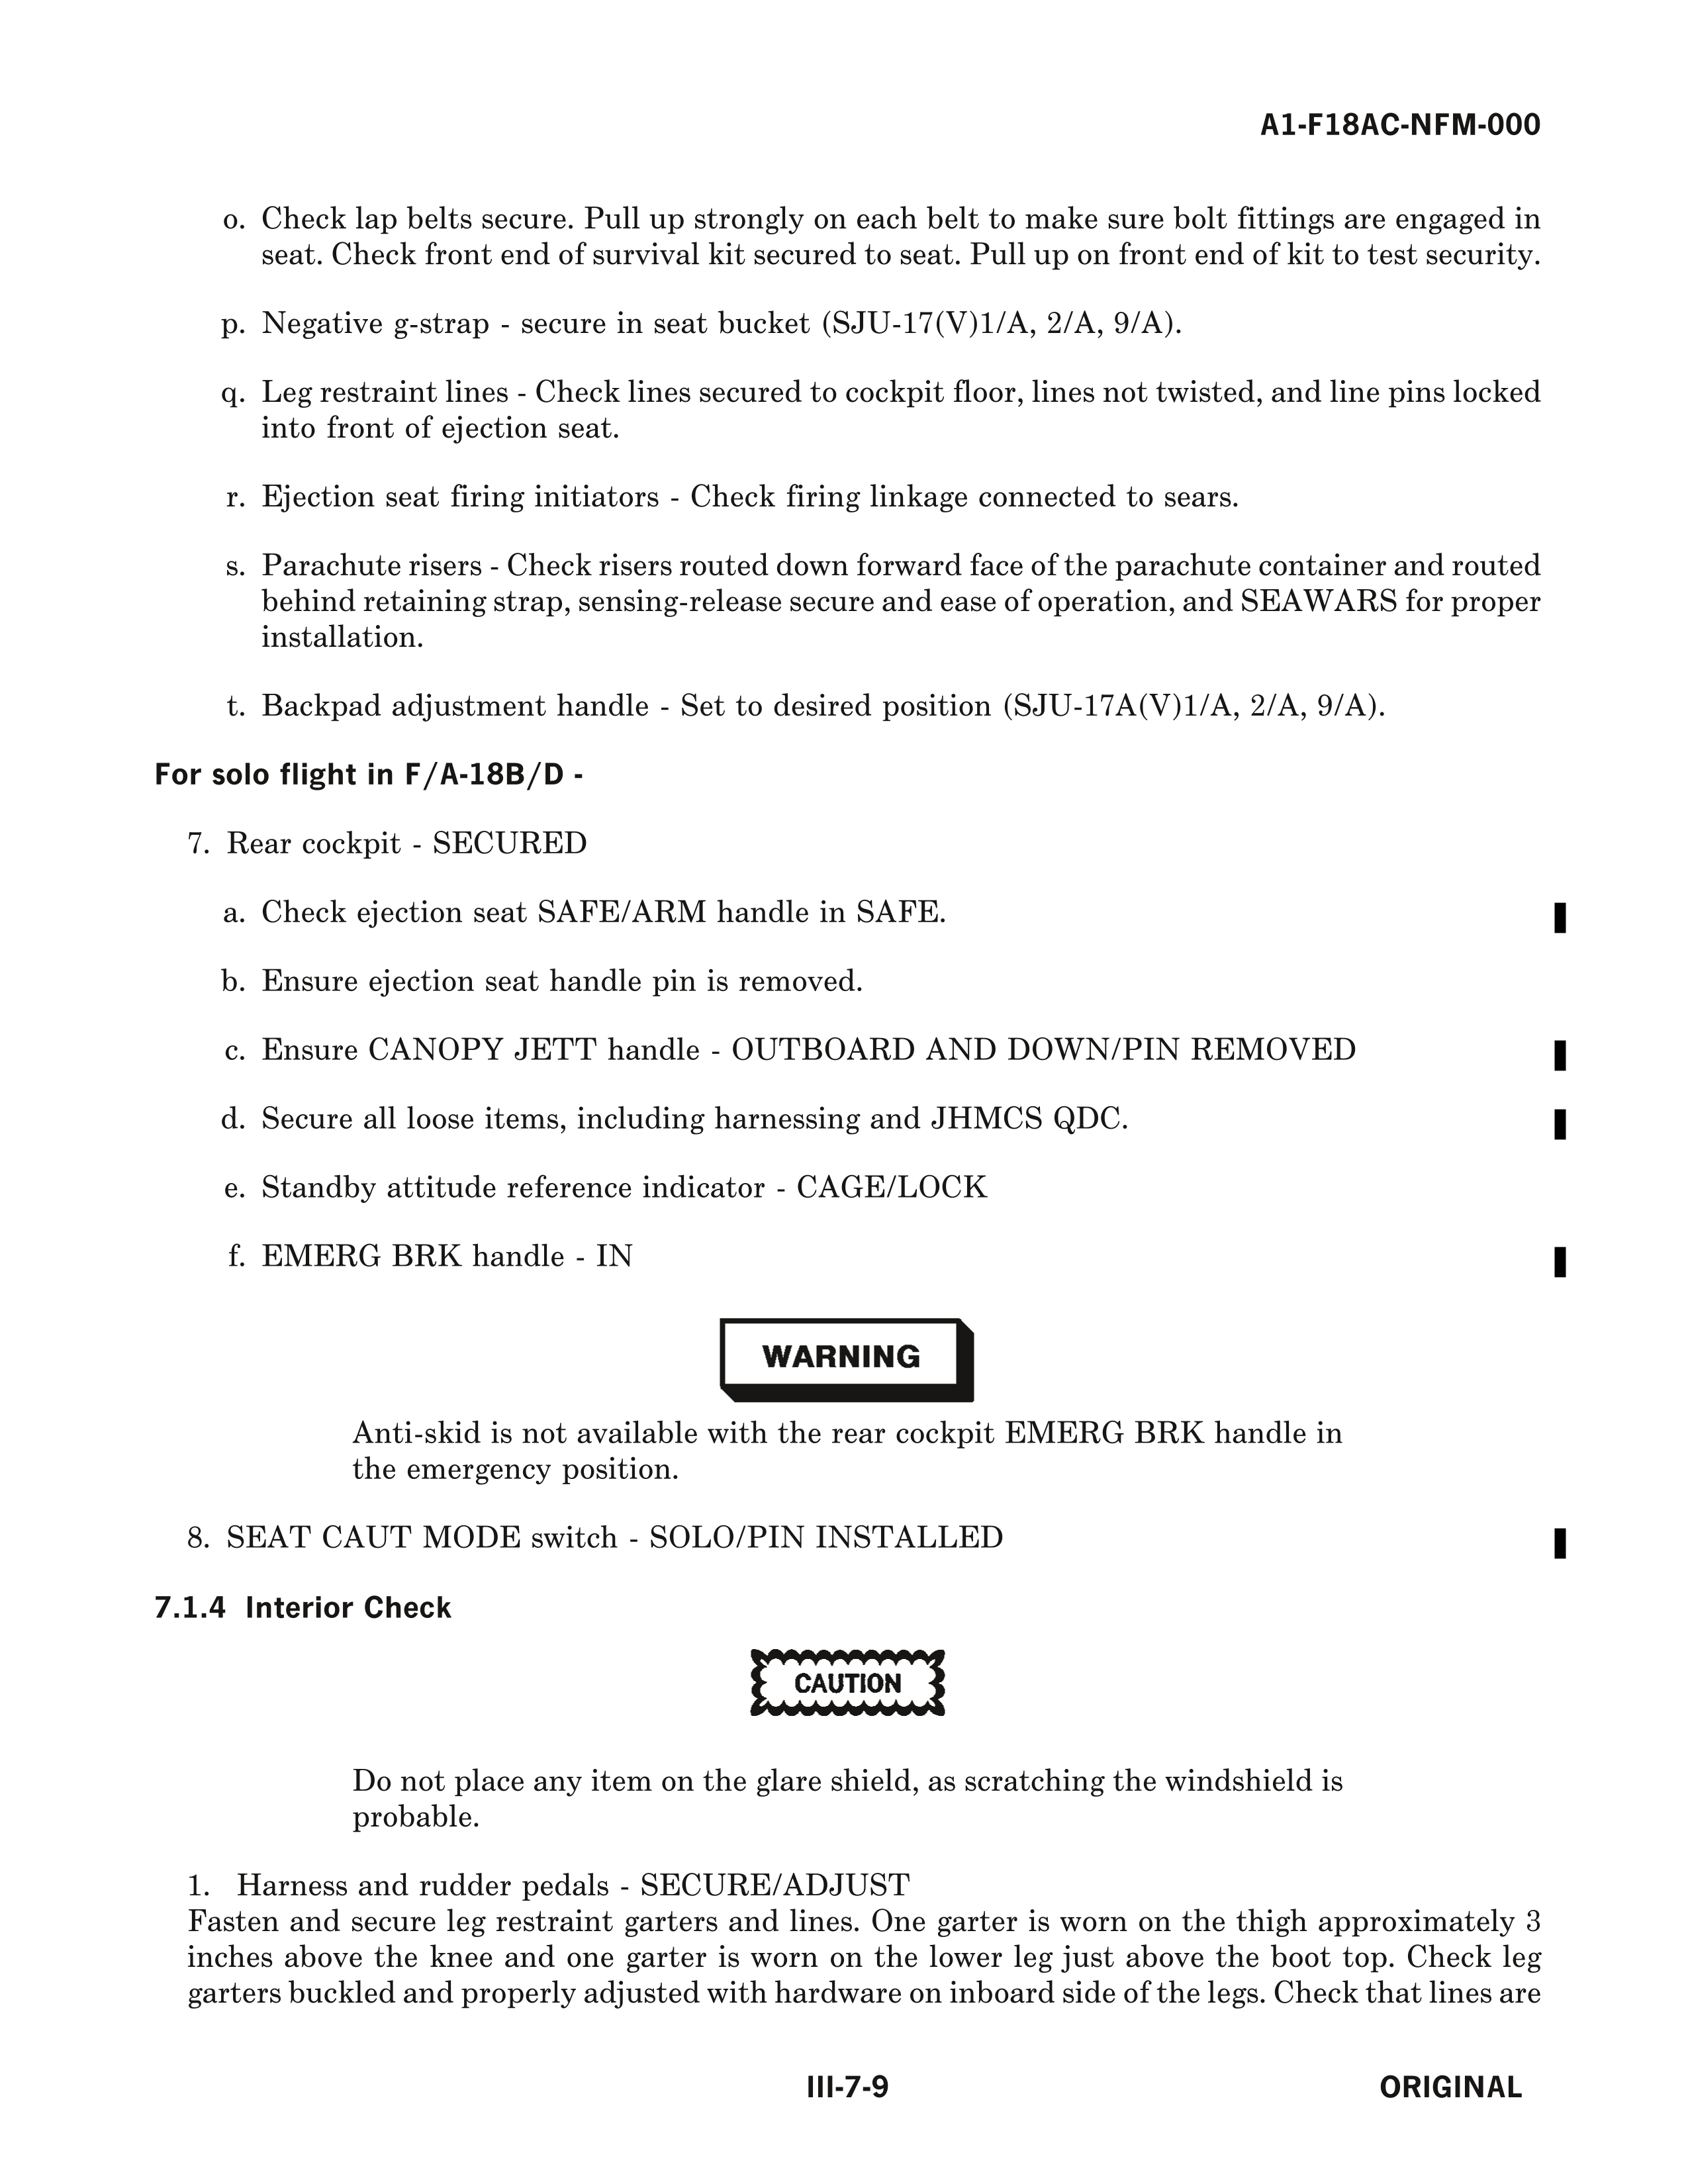 A1-F18AC-NFM-000
o. Check lap belts secure. Pull up strongly on each belt to make sure bolt fittings are engaged in
seat. Check front end of survival kit secured to seat. Pull up on front end of kit to test security.
p. Negative g-strap - secure in seat bucket (SJU-17(V)1/A, 2/A, 9/A).
q. Leg restraint lines - Check lines secured to cockpit floor, lines not twisted, and line pins locked
into front of ejection seat.
r. Ejection seat firing initiators - Check firing linkage connected to sears.
s. Parachute risers - Check risers routed down forward face of the parachute container and routed
behind retaining strap, sensing-release secure and ease of operation, and SEAWARS for proper
installation.
t. Backpad adjustment handle - Set to desired position (SJU-17A(V)1/A, 2/A, 9/A).
For solo flight in F/A-18B/D -
7. Rear cockpit - SECURED
a. Check ejection seat SAFE/ARM handle in SAFE.
b. Ensure ejection seat handle pin is removed.
c. Ensure CANOPY JETT handle - OUTBOARD AND DOWN/PIN REMOVED
d. Secure all loose items, including harnessing and JHMCS QDC.
e. Standby attitude reference indicator - CAGE/LOCK
f. EMERG BRK handle - IN
WARNING
Anti-skid is not available with the rear cockpit EMERG BRK handle in
the emergency position.
8. SEAT CAUT MODE switch - SOLO/PIN INSTALLED
7.1.4 Interior Check
CAUTION
Do not place any item on the glare shield, as scratching the windshield is
probable.
1. Harness and rudder pedals - SECURE/ADJUST
Fasten and secure leg restraint garters and lines. One garter is worn on the thigh approximately 3
inches above the knee and one garter is worn on the lower leg just above the boot top. Check leg
garters buckled and properly adjusted with hardware on inboard side of the legs. Check that lines are
III-7-9
ORIGINAL